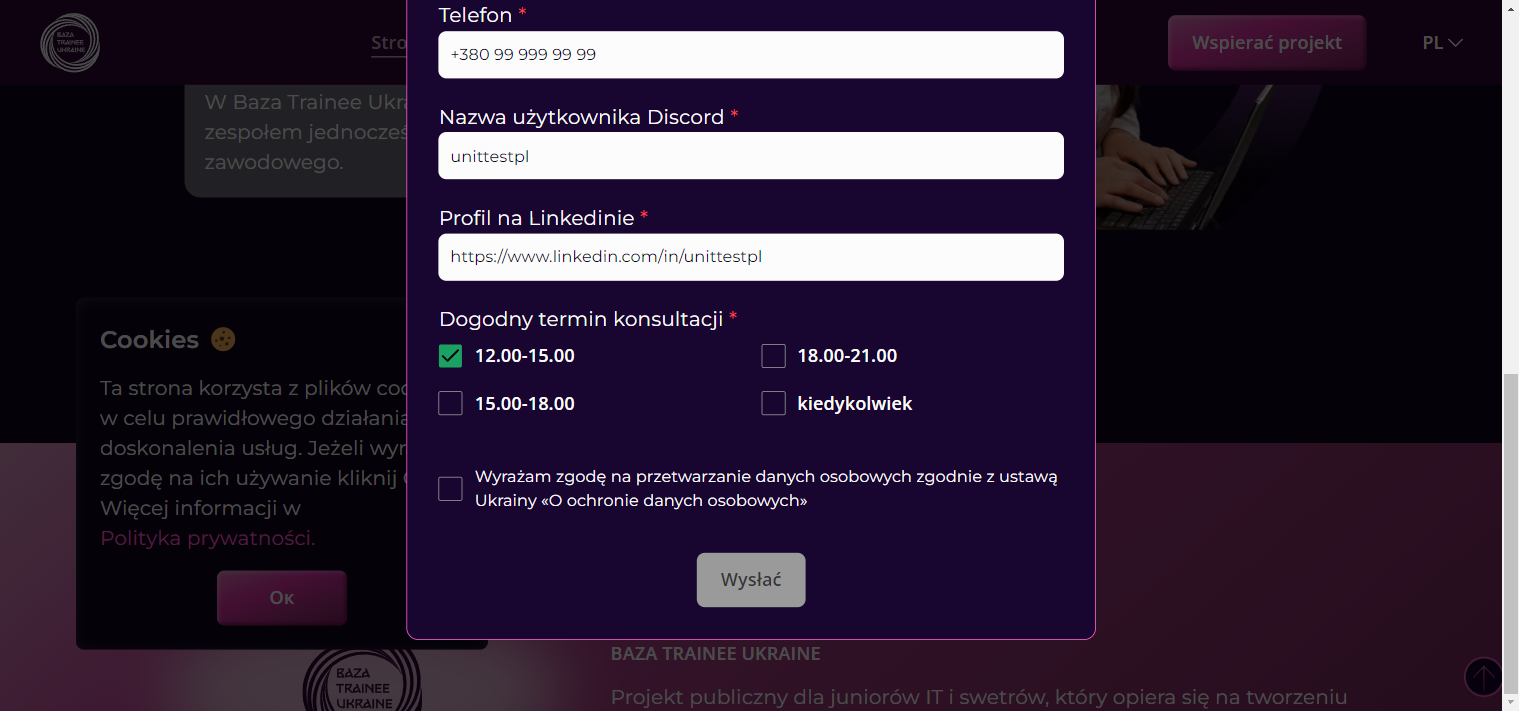 BAZA
TRAINEE
UKRAINE
Stro
Wspierać projekt
PL
W Baza Trainee Ukra
zespołem jednocześ
zawodowego.
Telefon *
+380 99 999 99 99
Nazwa użytkownika Discord *
unittestpl
Profil na Linkedinie *
https://www.linkedin.com/in/unittestpl
Dogodny termin konsultacji *
12.00-15.00
18.00-21.00
15.00-18.00
kiedykolwiek
Wyrażam zgodę na przetwarzanie danych osobowych zgodnie z ustawą
Ukrainy «O ochronie danych osobowych»
Wysłać
Cookies
Ta strona korzysta z plików coo
w celu prawidłowego działania
doskonalenia usług. Jeżeli wyr
zgodę na ich używanie kliknij
Więcej informacji w
Polityka prywatności.
Ок
BAZA
TRAINEE
UKRAINE
BAZA TRAINEE UKRAINE
Projekt publiczny dla juniorów IT i swetrów, który opiera się na tworzeniu